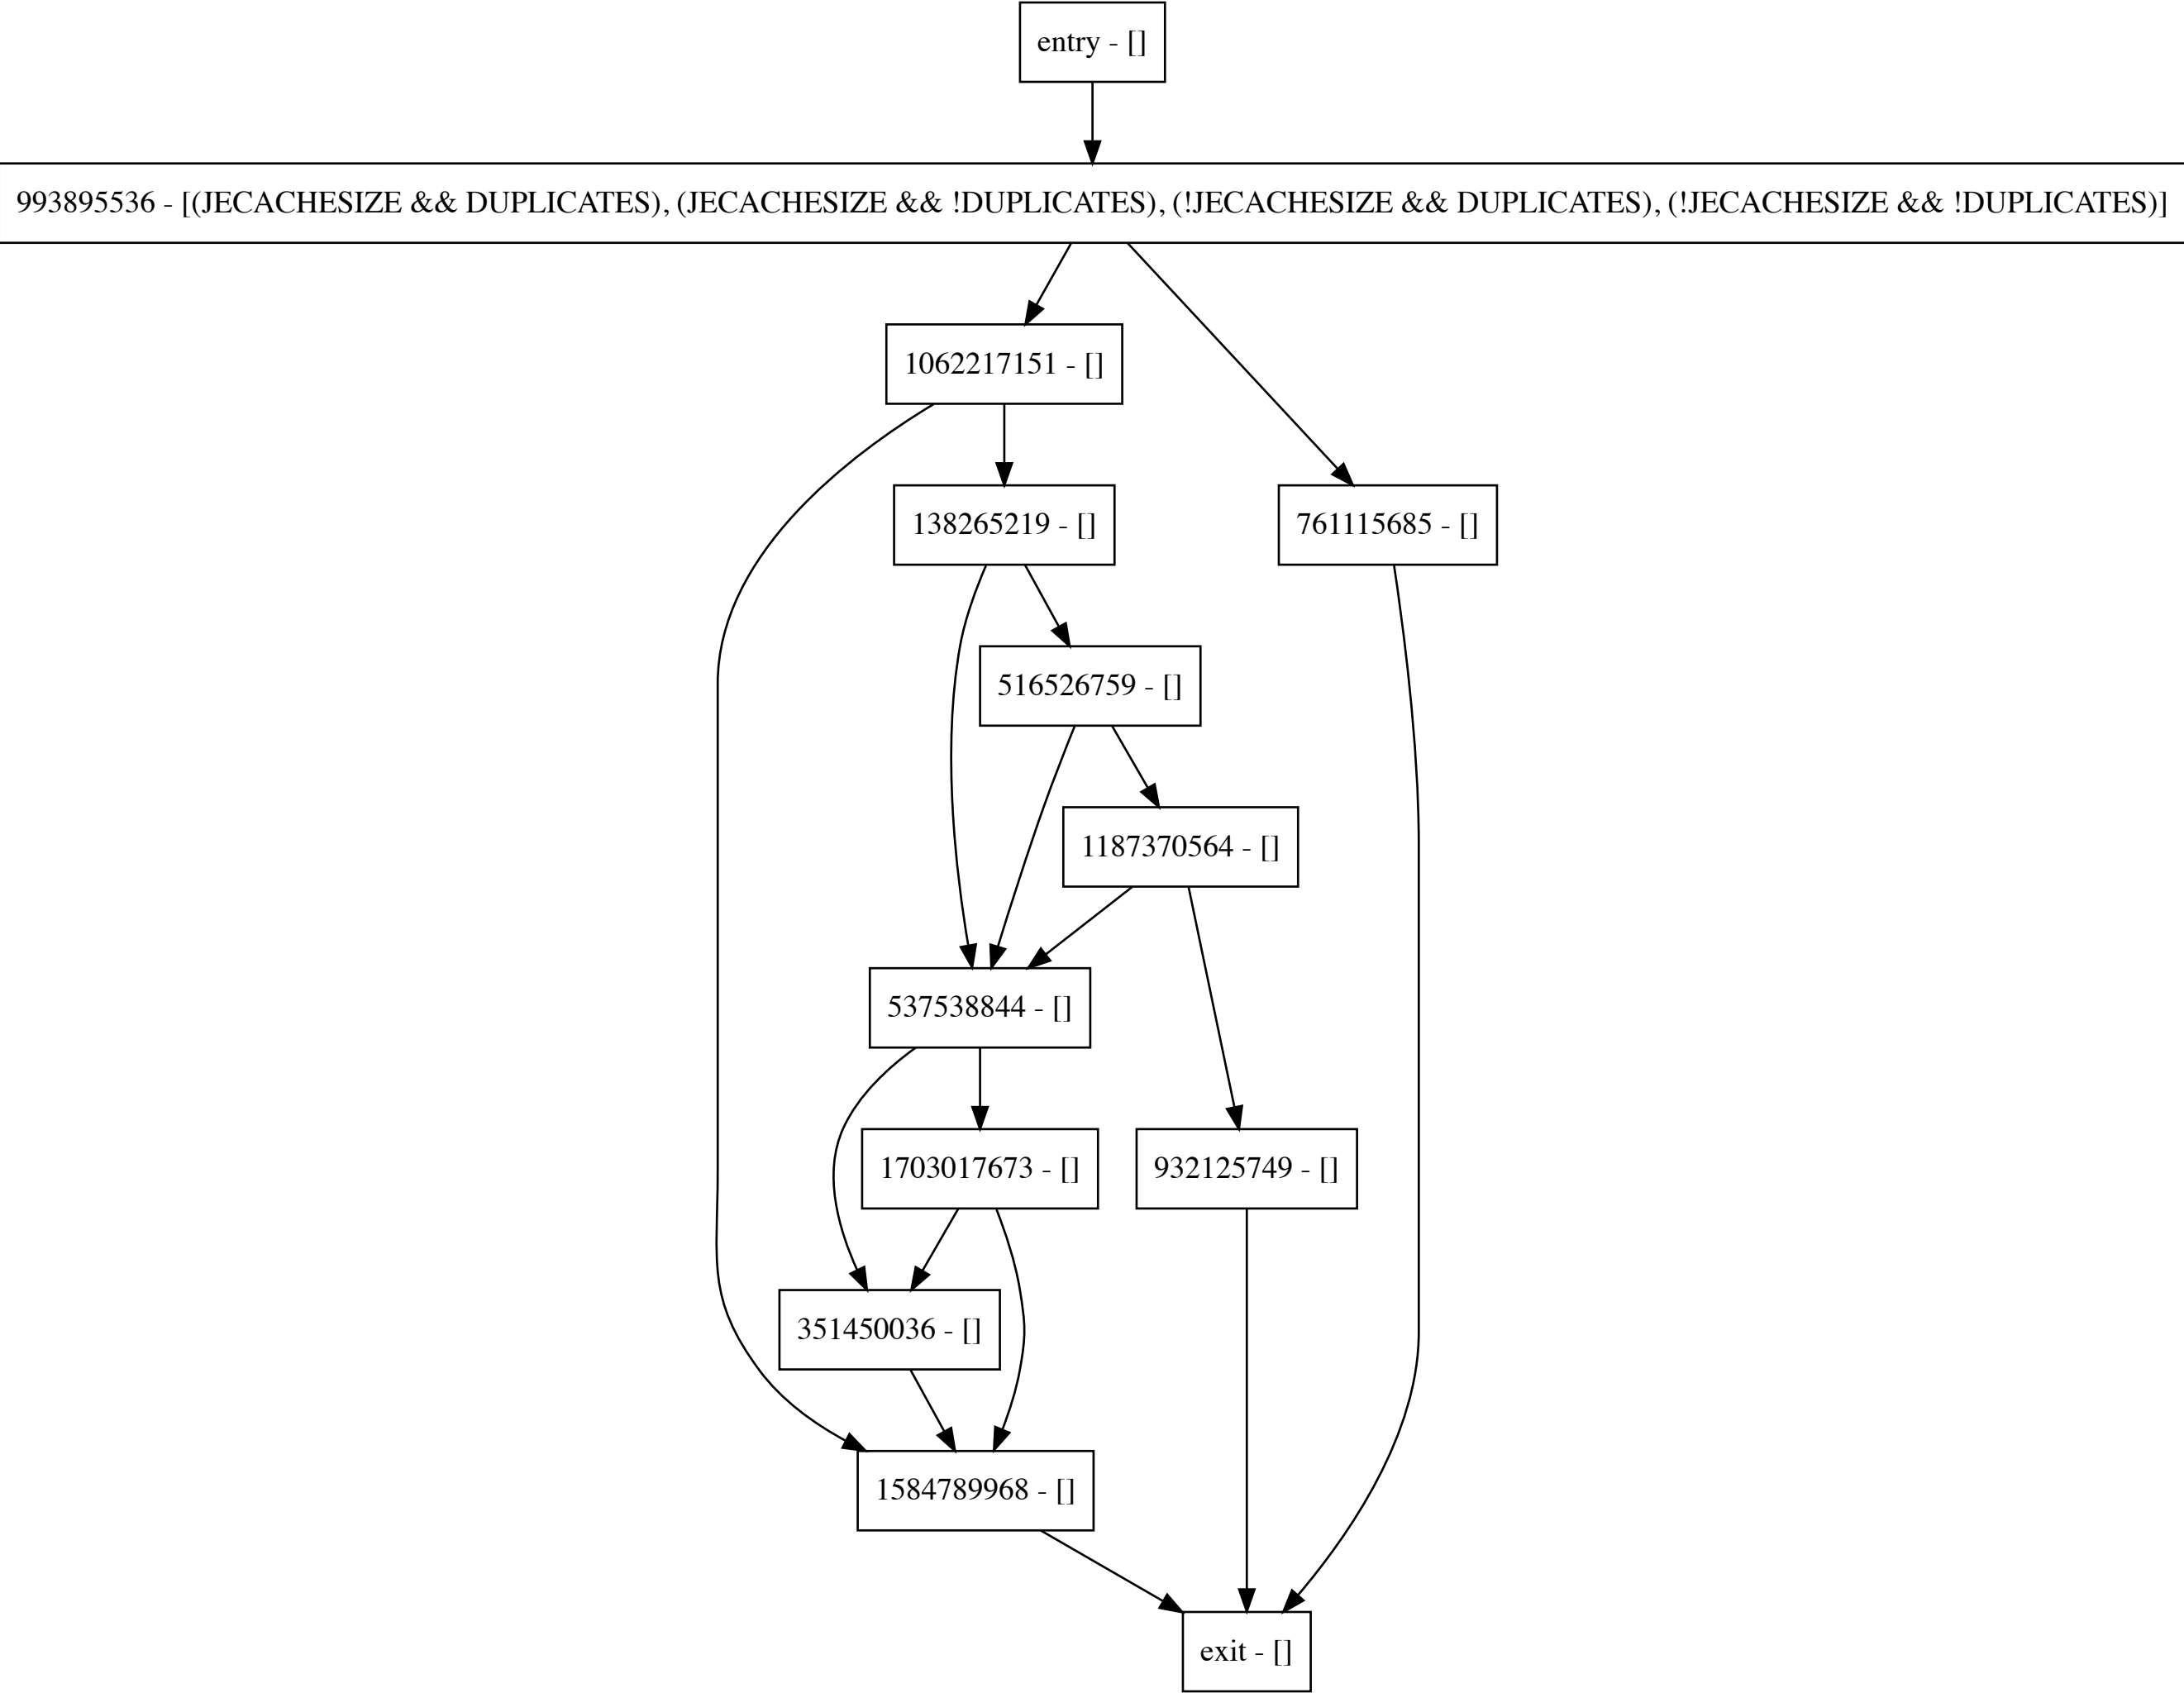 entry - []
993895536 - [(JECACHESIZE && DUPLICATES), (JECACHESIZE && !DUPLICATES), (!JECACHESIZE && DUPLICATES), (!JECACHESIZE && !DUPLICATES)]
1062217151 - []
138265219 - []
761115685 - []
516526759 - []
1187370564 - []
537538844 - []
1703017673 - []
932125749 - []
351450036 - []
1584789968 - []
exit - []